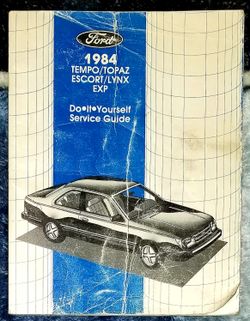 Ford
1984
TEMPO/TOPAZ
ESCORT/LYNX
EXP
Do•It•Yourself
Service Guide